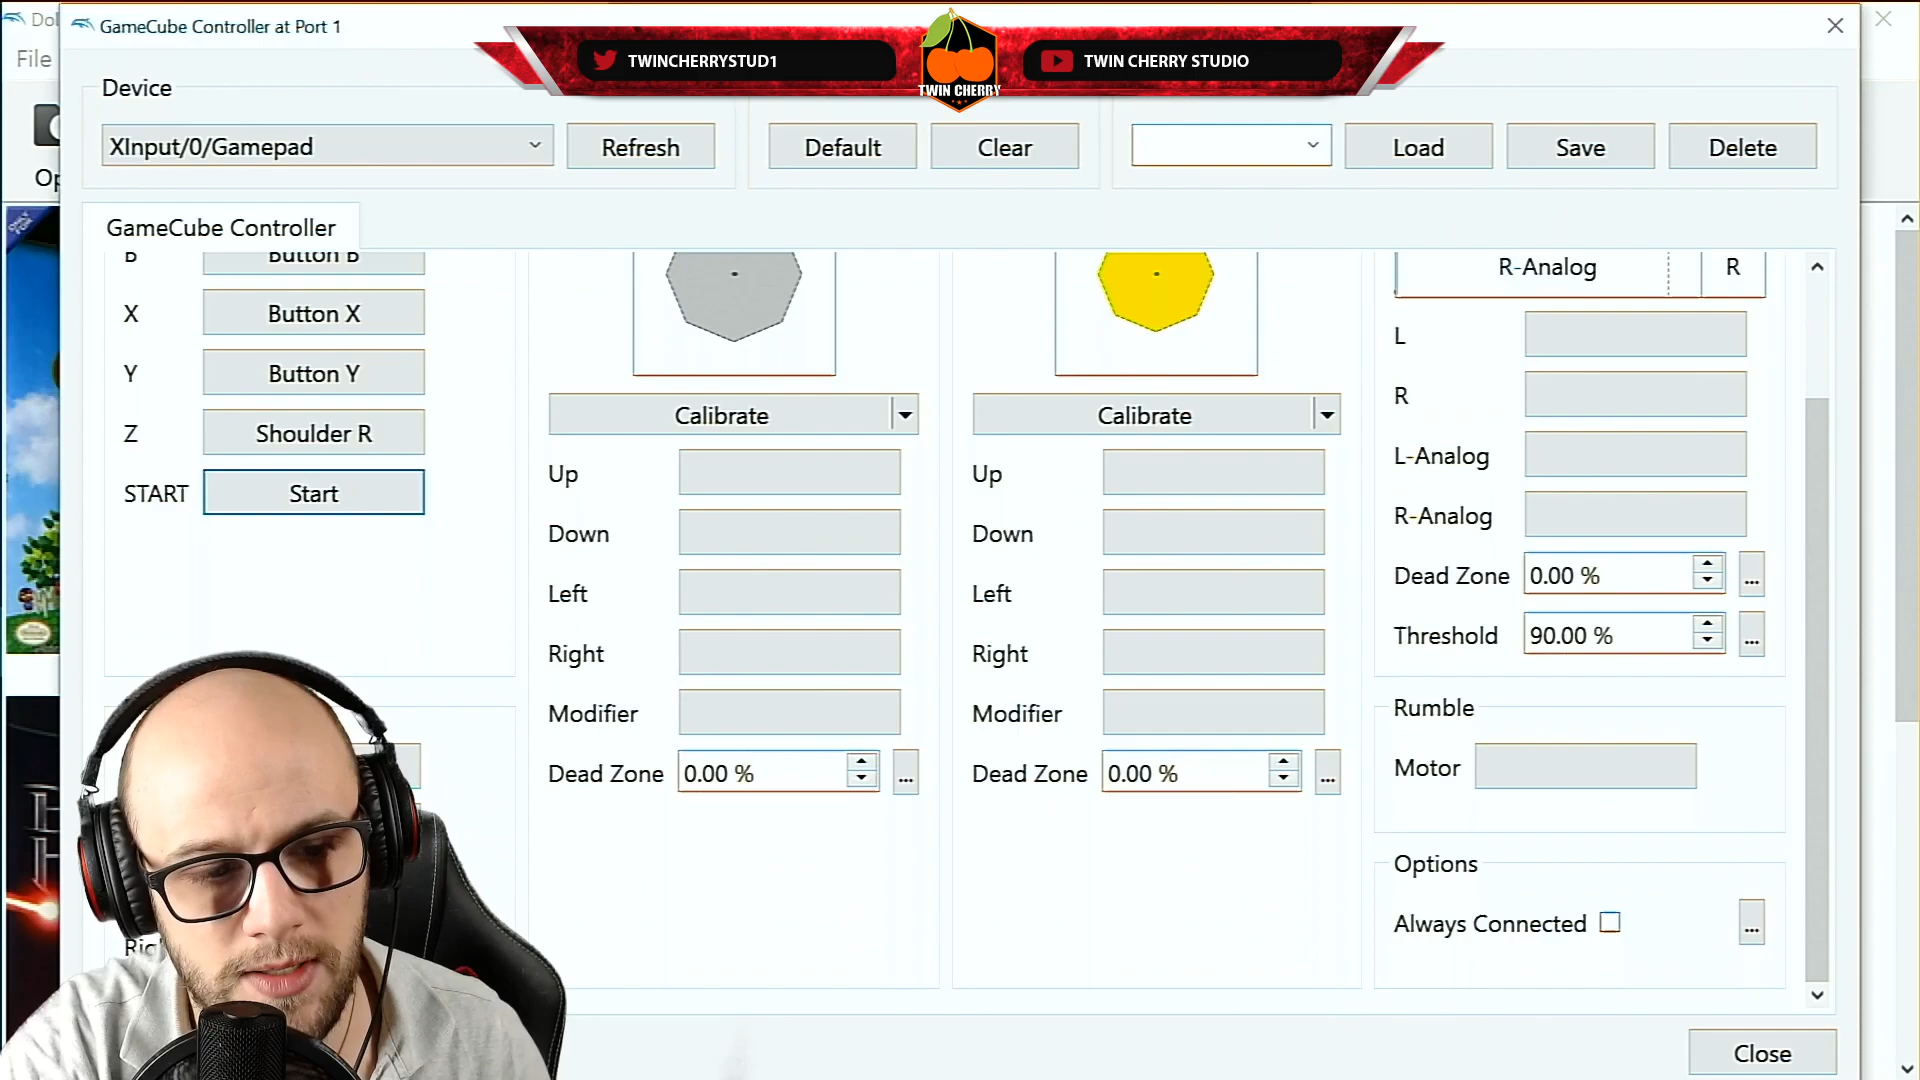 Dol
GameCube Controller at Port 1
TWINCHERRYSTUD1
TWIN CHERRY
TWIN CHERRY STUDIO
File
Device
XInput/0/Gamepad
Refresh
Default
Clear
Load
Save
Delete
Op
GameCube Controller
ONLY FOR
B
Button B
X
Button X
Y
Button Y
Z
Shoulder R
START
Start
Calibrate
Up
Down
Left
Right
Modifier
Dead Zone
0.00 %
...
Calibrate
Up
Down
Left
Right
Modifier
Dead Zone
0.00 %
...
R-Analog
R
L
R
L-Analog
R-Analog
Dead Zone
0.00 %
...
Threshold
90.00 %
...
Rumble
Motor
Options
Always Connected
...
Close